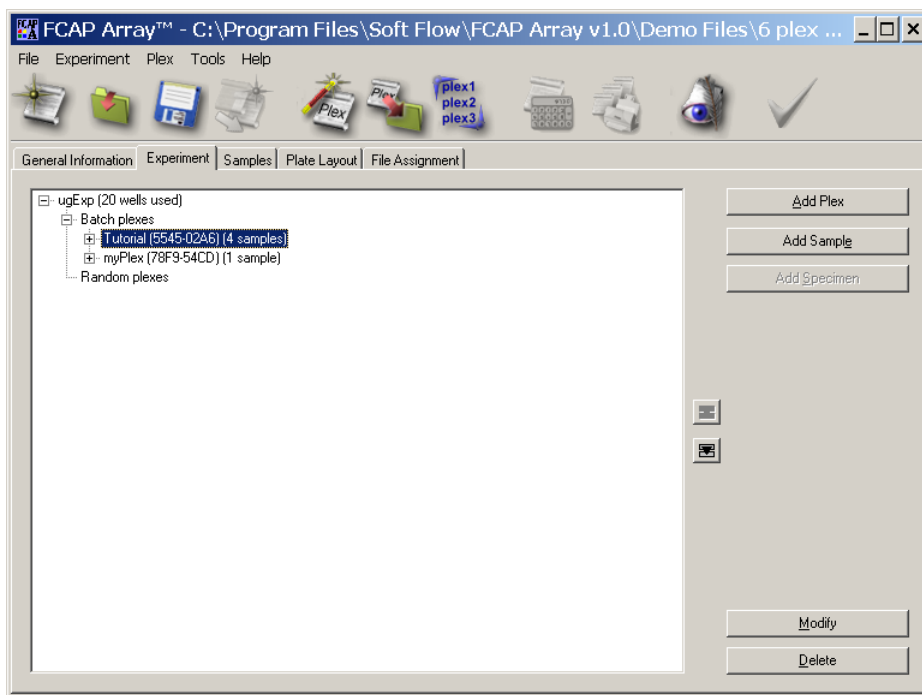 FCAP Array™ - C:\Program Files\Soft Flow\FCAP Array v1.0\Demo Files\6 plex ...
File Experiment Plex Tools Help
Plex
Plex
plex1
plex2
plex3
General Information Experiment Samples Plate Layout File Assignment
ugExp (20 wells used)
Batch plexes
Tutorial (5545-02A6) (4 samples)
myPlex (78F9-54CD) (1 sample)
Random plexes
Add Plex
Add Sample
Add Specimen
Modify
Delete